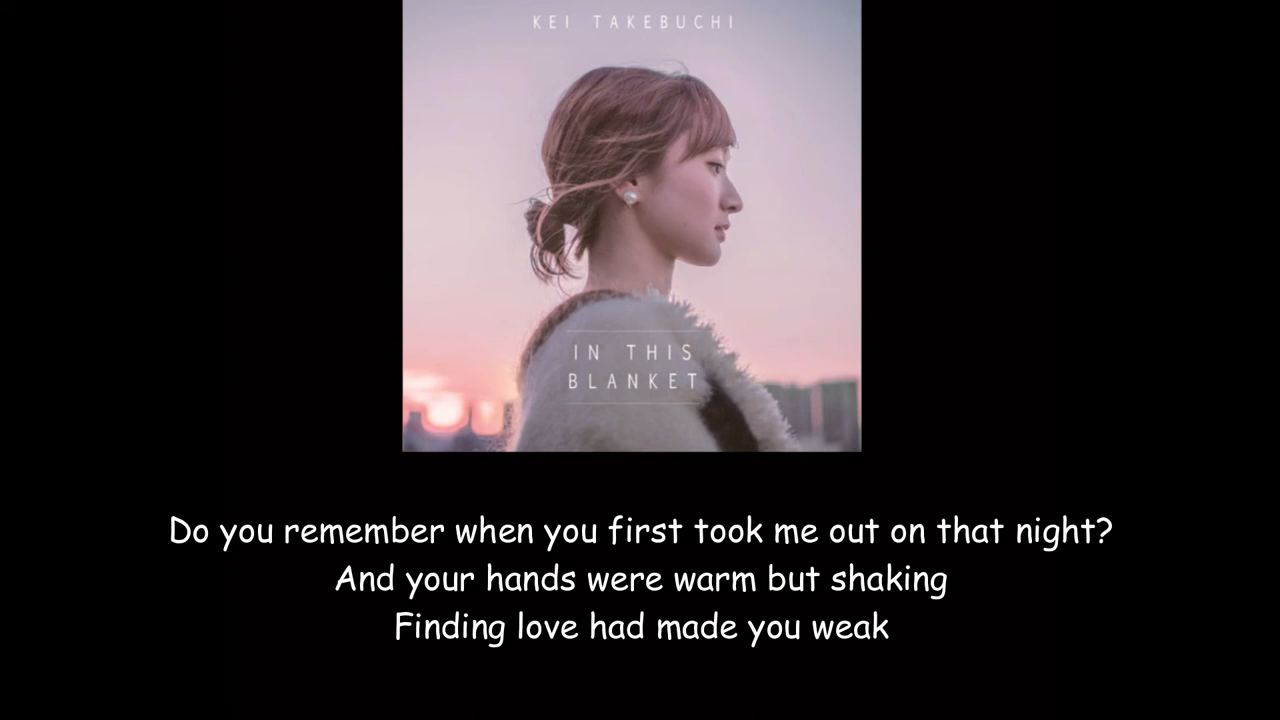 KEI TAKEBUCHI
IN THIS
BLANKET
Do you remember when you first took me out on that night?
And your hands were warm but shaking
Finding love had made you weak